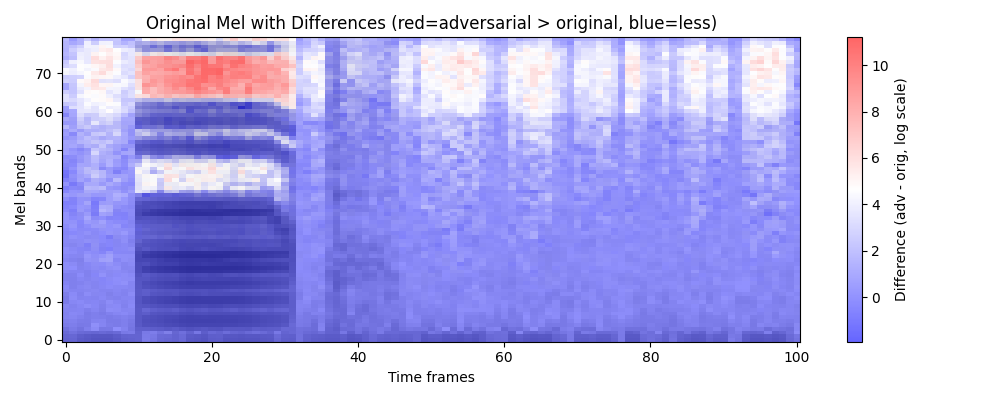 Original Mel with Differences (red=adversarial > original, blue=less)
70
60
50
40
30
20
10
0
Mel bands
0 20 40 60 80 100
Time frames
10
8
6
4
2
0
Difference (adv - orig, log scale)